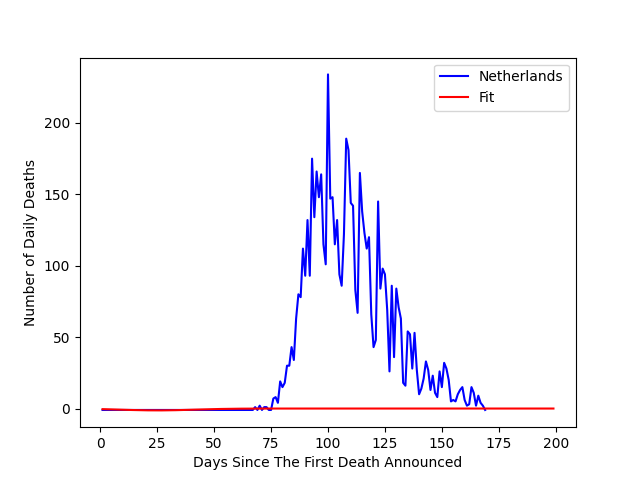 Netherlands
Fit
200
150
100
50
0
Number of Daily Deaths
0 25 50 75 100 125 150 175 200
Days Since The First Death Announced